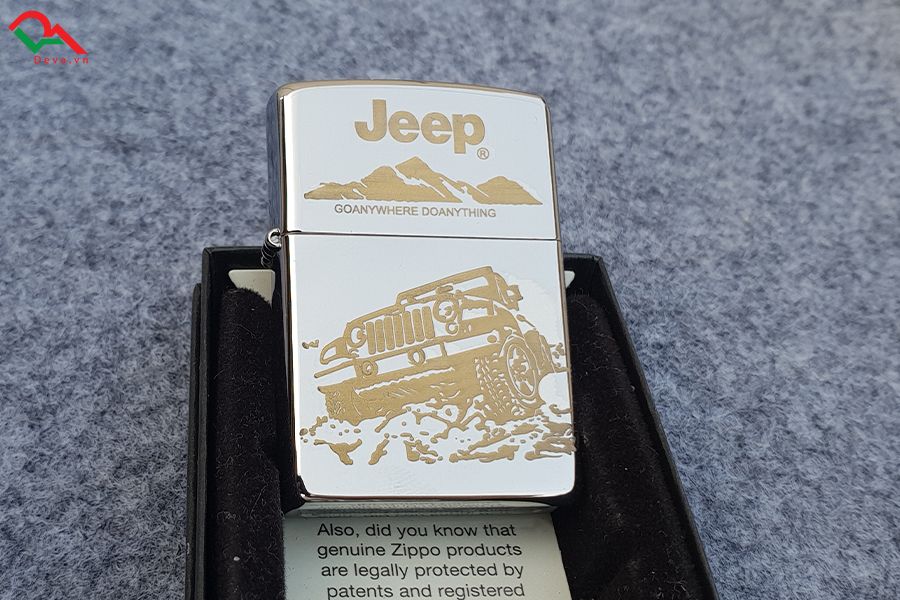 Deva.vn
Jeep®
GOANYWHERE DOANYTHING
Also, did you know that
genuine Zippo products
are legally protected by
patents and registered